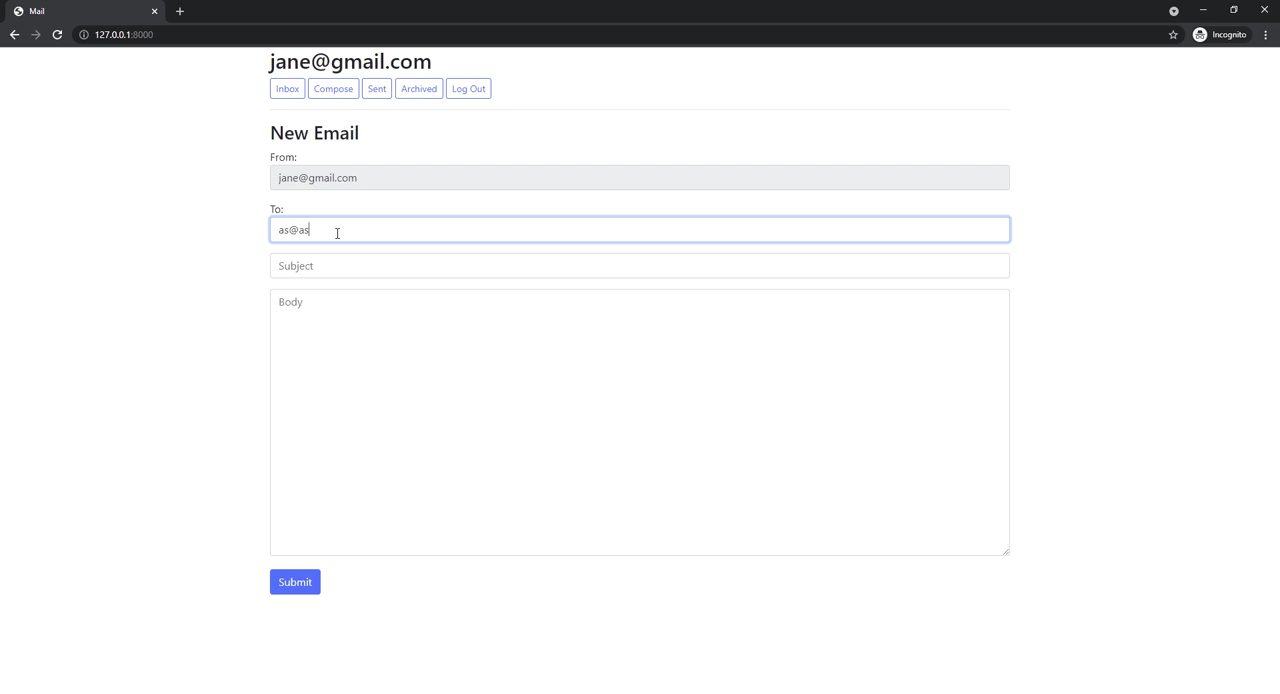 Mail
127.0.0.1:8000
Incognito
jane@gmail.com
Inbox Compose Sent Archived Log Out
New Email
From:
jane@gmail.com
To:
as@as
Subject
Body
Submit